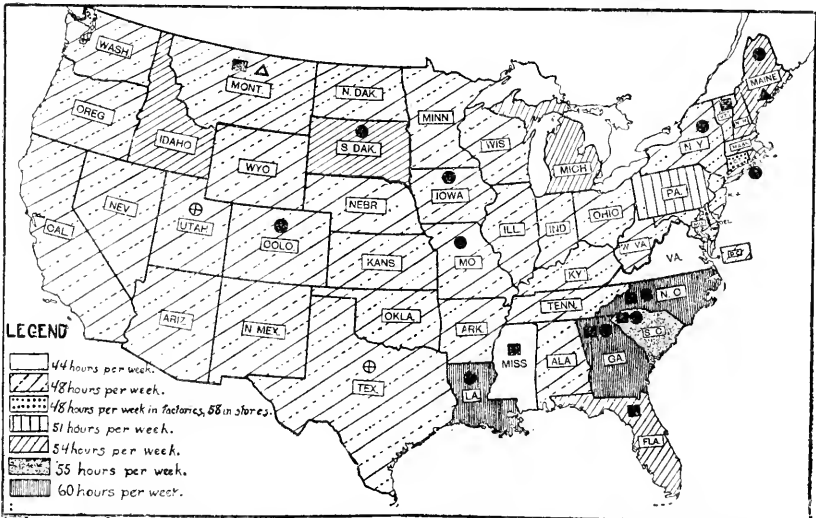 WASH.
MONT.
N. DAK.
MINN
OREG
IDAHO
S. DAK.
WIS
MICH
N.Y.
MAINE
WYO
IOWA
PA.
NEV.
UTAH
NEBR
ILL.
IND
OHIO
CAL.
COLO.
KANS
MO
W. VA.
VA.
KY.
ARIZ.
N MEX.
OKLA.
ARK.
TENN.
N. C
S. C.
TEX.
LA.
MISS
ALA
GA.
FLA.
LEGEND
44 hours per week.
48 hours per week.
48 hours per week in factories, 58 in stores.
51 hours per week.
54 hours per week.
55 hours per week.
60 hours per week.